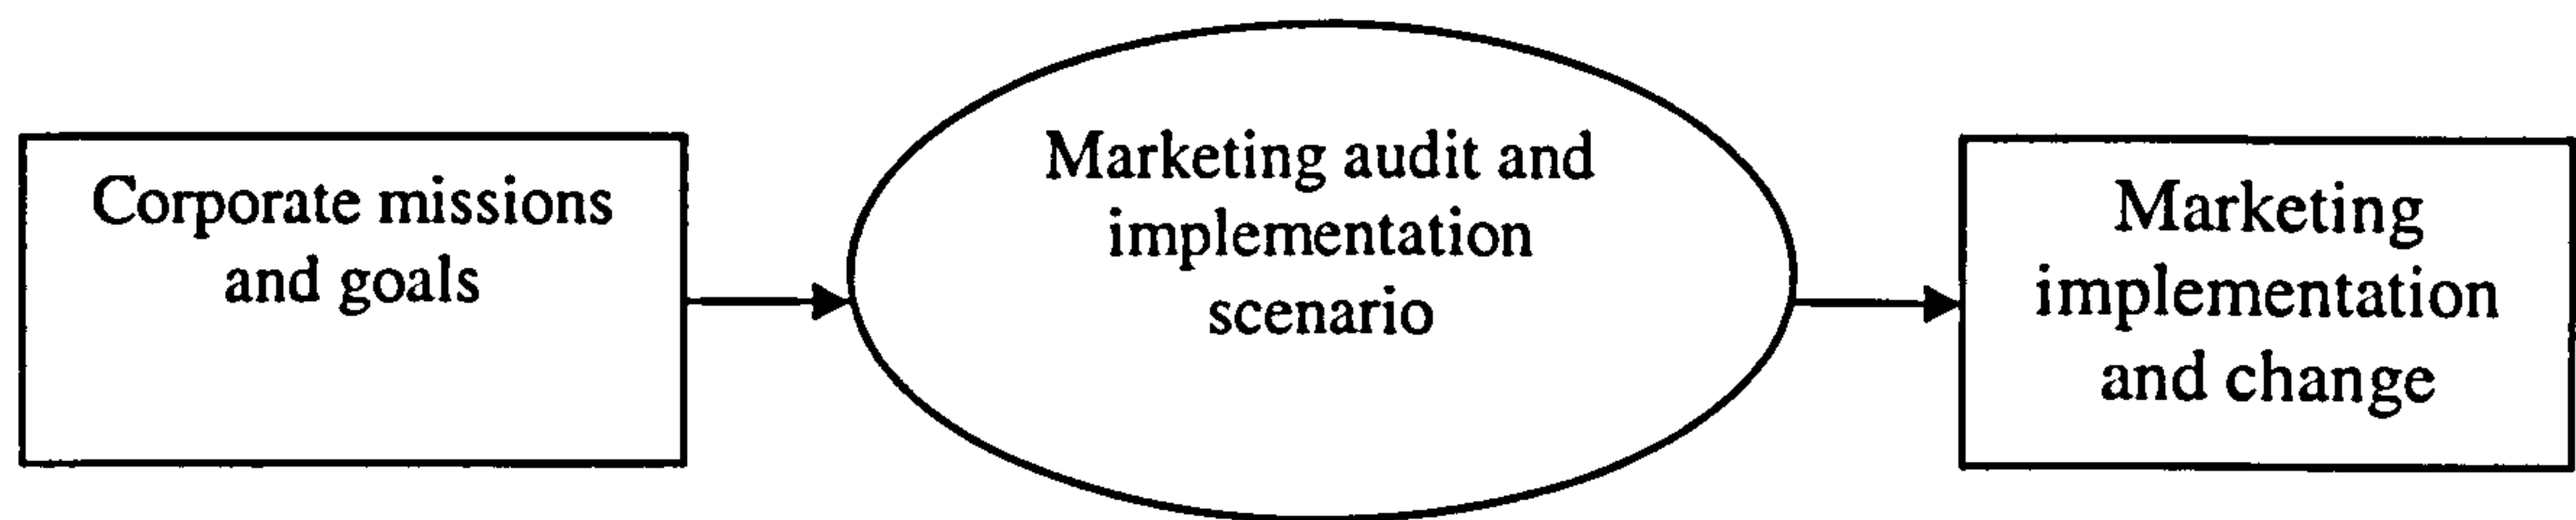 Corporate missions
and goals
Marketing audit and
implementation
scenario
Marketing
implementation
and change